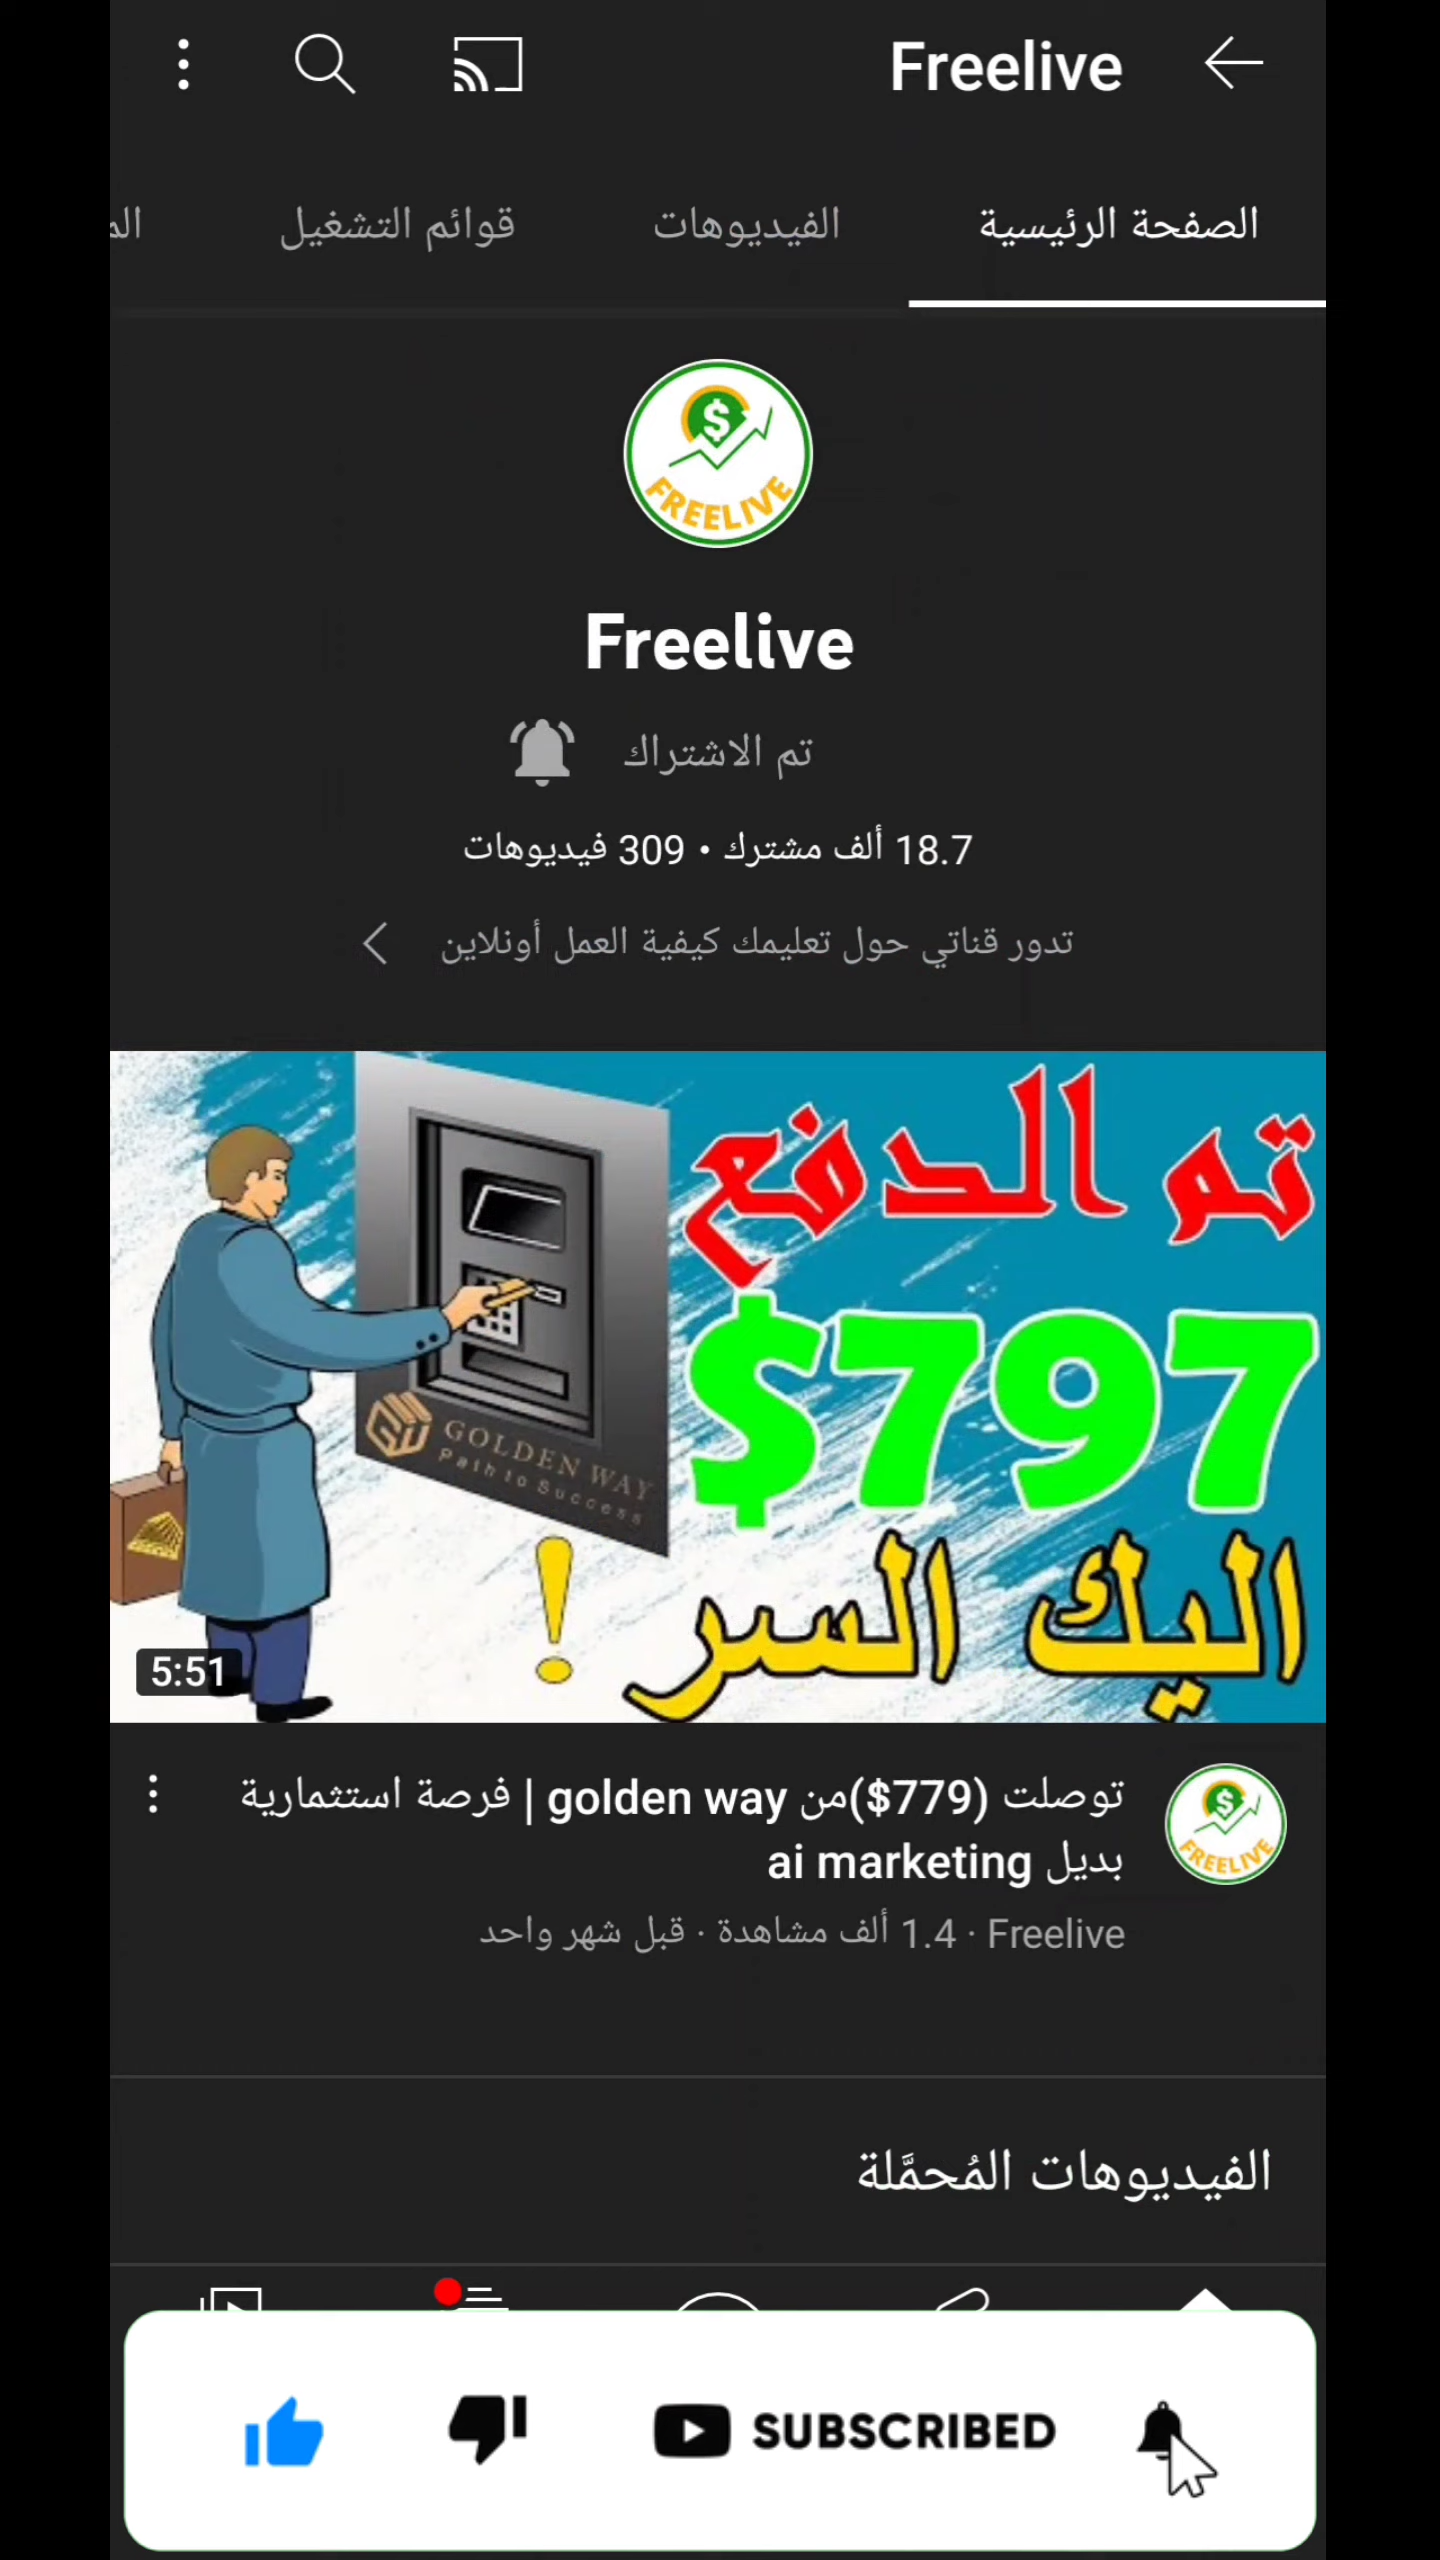 Freelive
الصفحة الرئيسية الفيديوهات قوائم التشغيل
FREELIVE
Freelive
تم الاشتراك
18.7 ألف مشترك • 309 فيديوهات
تدور قناتي حول تعليمك كيفية العمل أونلاين
تم الدفع
$797
اليك السر !
GOLDEN WAY
Path to Success
5:51
توصلت (779$)من golden way | فرصة استثمارية
بديل ai marketing
FREELIVE
Freelive · 1.4 ألف مشاهدة · قبل شهر واحد
الفيديوهات المُحمَّلة
SUBSCRIBED